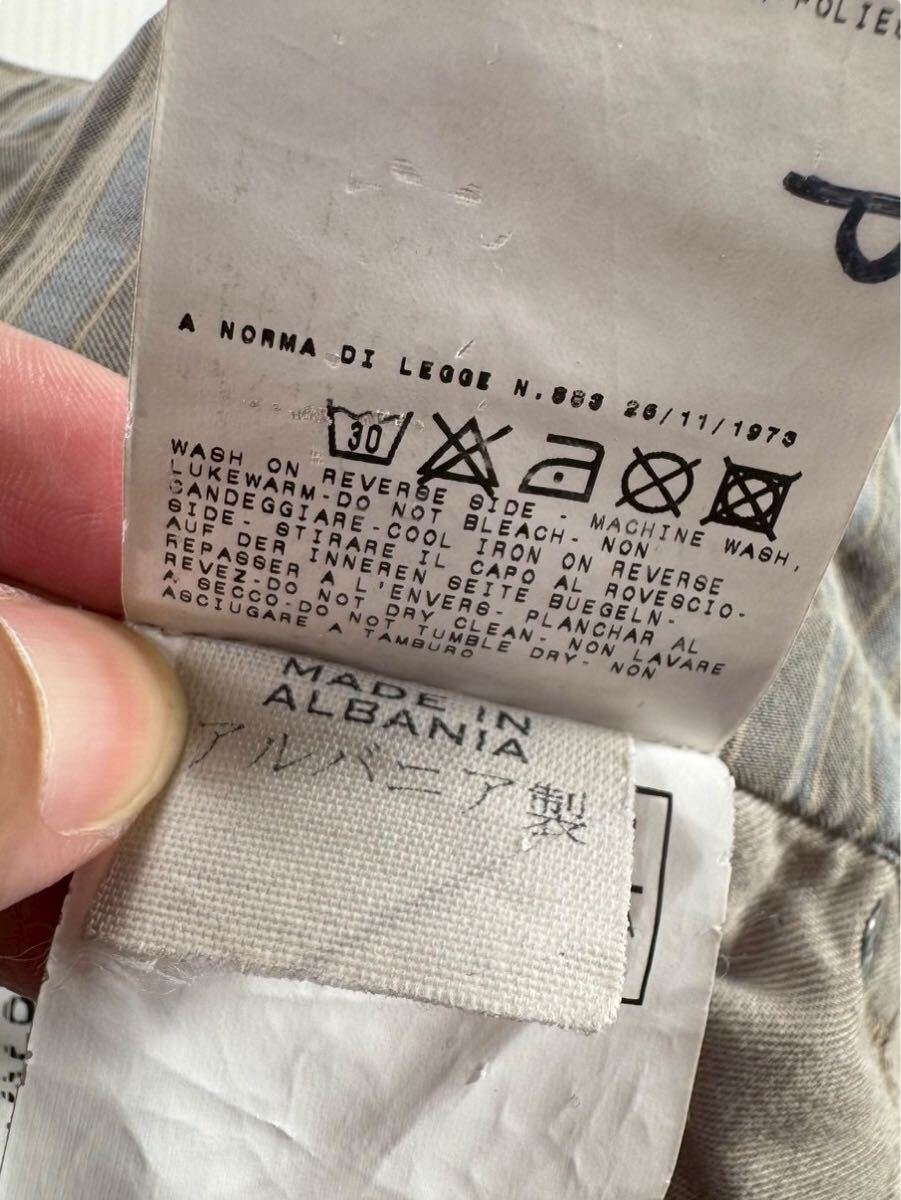 A NORMA DI LEGGE N.883 26/11/1973
30
WASH ON REVERSE SIDE - MACHINE WASH,
LUKEWARM-DO NOT BLEACH- NON
CANDEGGIARE-COOL IRON ON REVERSE
SIDE- STIRARE IL CAPO AL ROVESCIO-
AUF DER INNEREN SEITE BUEGELN-
REPASSER A L'ENVERS- PLANCHAR AL
REVEZ-DO NOT DRY CLEAN- NON LAVARE
A SECCO-DO NOT TUMBLE DRY- NON
ASCIUGARE A TAMBURO
MADE IN
ALBANIA
アルバニア製